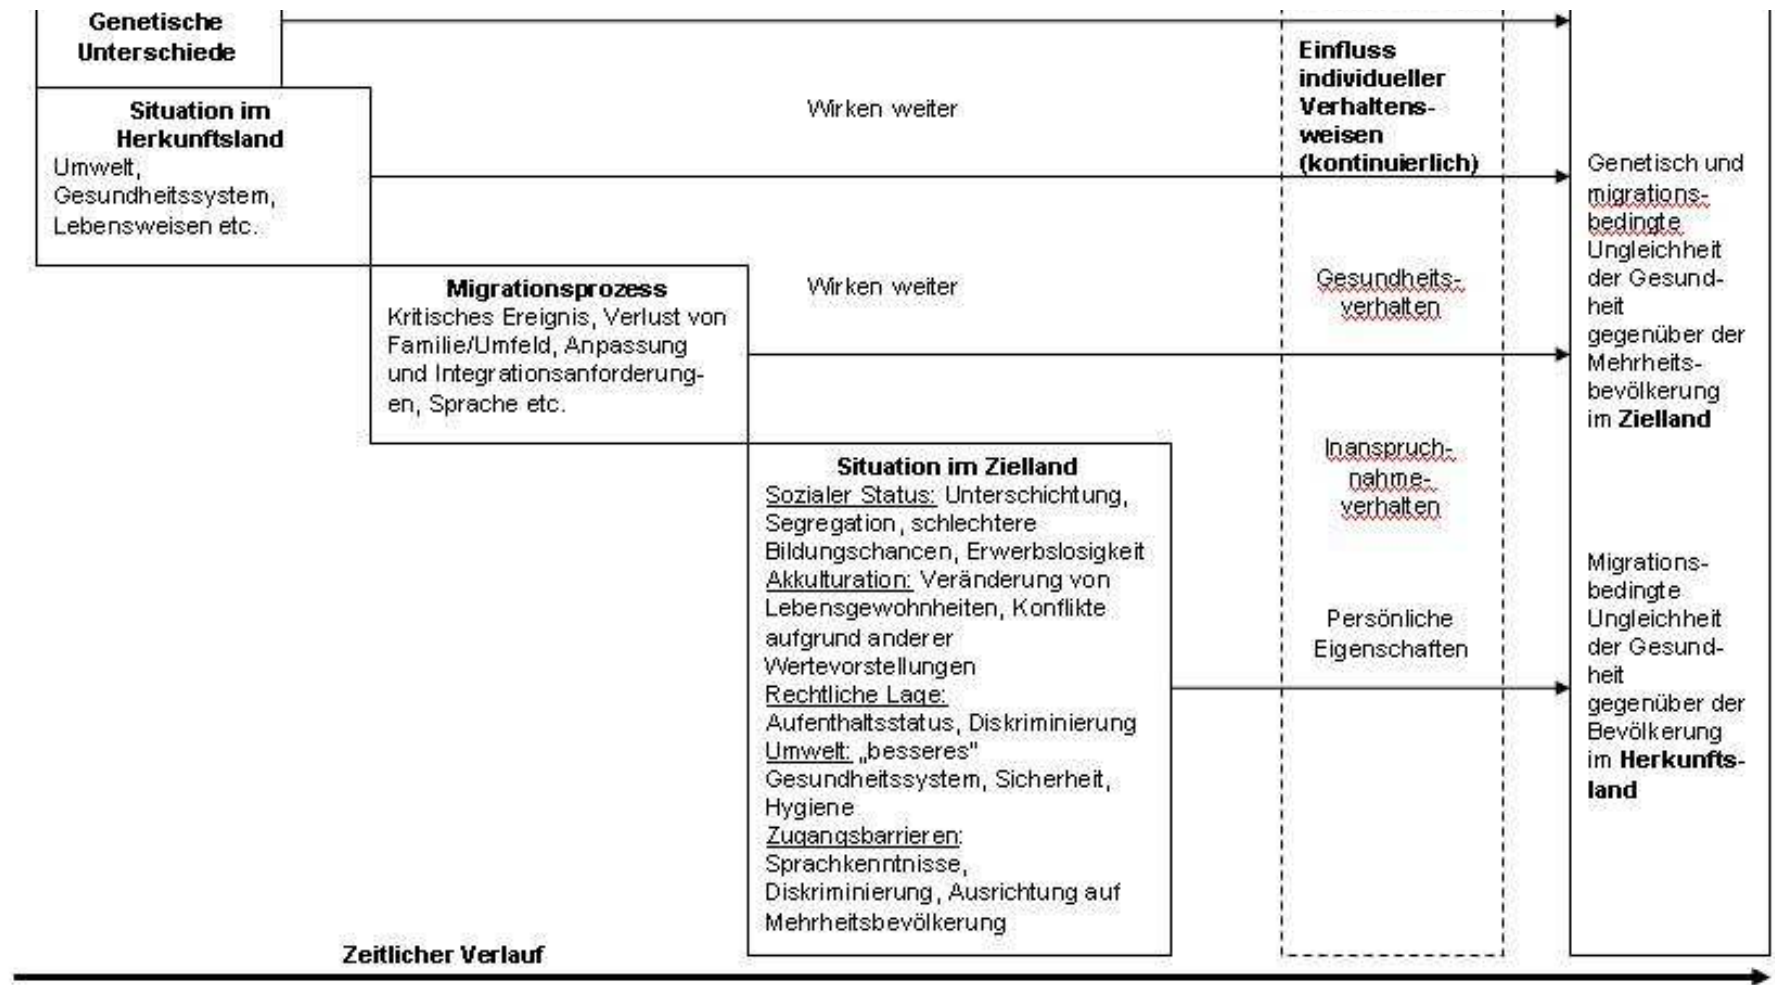 Genetische
Unterschiede
Situation im
Herkunftsland
Umwelt,
Gesundheitssystem,
Lebensweisen etc.
Wirken weiter
Migrationsprozess
Kritisches Ereignis, Verlust von
Familie/Umfeld, Anpassung
und Integrationsanforderung-
en, Sprache etc.
Wirken weiter
Situation im Zielland
Sozialer Status: Unterschichtung,
Segregation, schlechtere
Bildungschancen, Erwerbslosigkeit
Akkulturation: Veränderung von
Lebensgewohnheiten, Konflikte
aufgrund anderer
Wertevorstellungen
Rechtliche Lage:
Aufenthaltsstatus, Diskriminierung
Umwelt: „besseres"
Gesundheitssystem, Sicherheit,
Hygiene
Zugangsbarrieren:
Sprachkenntnisse,
Diskriminierung, Ausrichtung auf
Mehrheitsbevölkerung
Einfluss
individueller
Verhaltens-
weisen
(kontinuierlich)
Gesundheits-
verhalten
Inanspruch-
nahme-
verhalten
Persönliche
Eigenschaften
Genetisch und
migrations-
bedingte
Ungleichheit
der Gesund-
heit
gegenüber der
Mehrheits-
bevölkerung
im Zielland
Migrations-
bedingte
Ungleichheit
der Gesund-
heit
gegenüber der
Bevölkerung
im Herkunfts-
land
Zeitlicher Verlauf